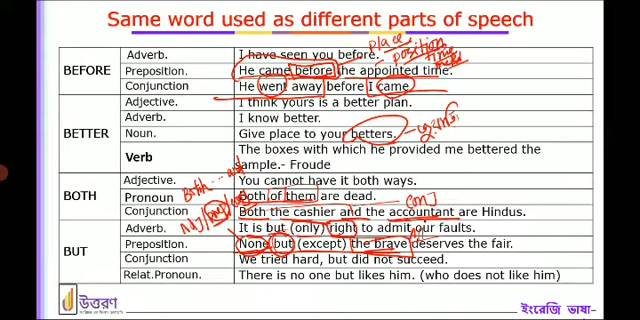 Same word used as different parts of speech
BEFORE
Adverb. I have seen you before.
Preposition. He came before the appointed time.
Conjunction He went away before I came
place
position
time
BETTER
Adjective. I think yours is a better plan.
Adverb. I know better.
Noun. Give place to your betters.
Verb The boxes with which he provided me bettered the
sample.- Froude
BOTH
Adjective. You cannot have it both ways.
Pronoun Both of them are dead.
Conjunction Both the cashier and the accountant are Hindus.
Both ... and
Conj
Adj
BUT
Adverb. It is but (only) right to admit our faults.
Preposition. None but (except) the brave deserves the fair.
Conjunction We tried hard, but did not succeed.
Relat.Pronoun. There is no one but likes him. (who does not like him)
উত্তরণ
ইংরেজি ভাষা-